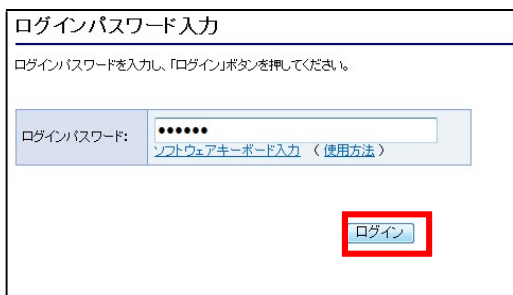 ログインパスワード入力
ログインパスワードを入力し、「ログイン」ボタンを押してください。
ログインパスワード: ●●●●●●
ソフトウェアキーボード入力 （使用方法）
ログイン